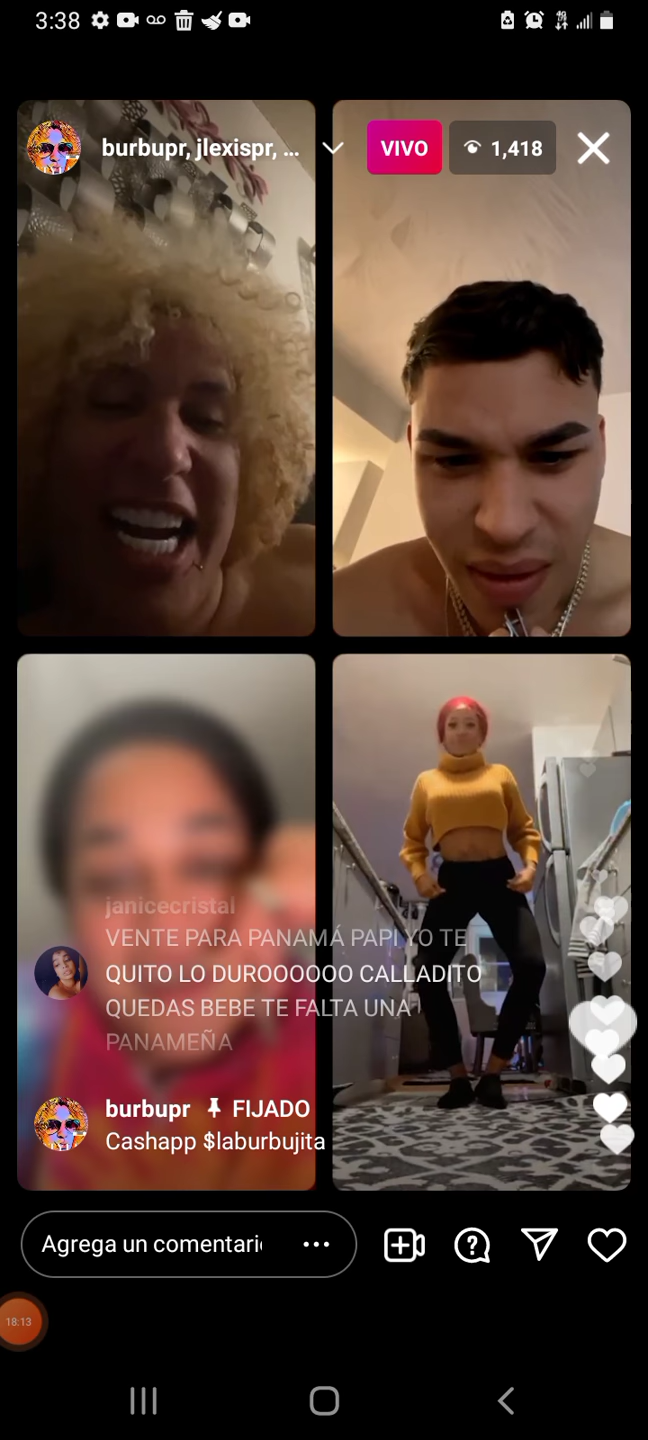 3:38
burbupr, jlexispr, ...
VIVO
1,418
janicecristal
VENTE PARA PANAMÁ PAPI YO TE
QUITO LO DUROOOOOO CALLADITO
QUEDAS BEBE TE FALTA UNA
PANAMEÑA
burbupr FIJADO
Cashapp $laburbujita
Agrega un comentari
18:13